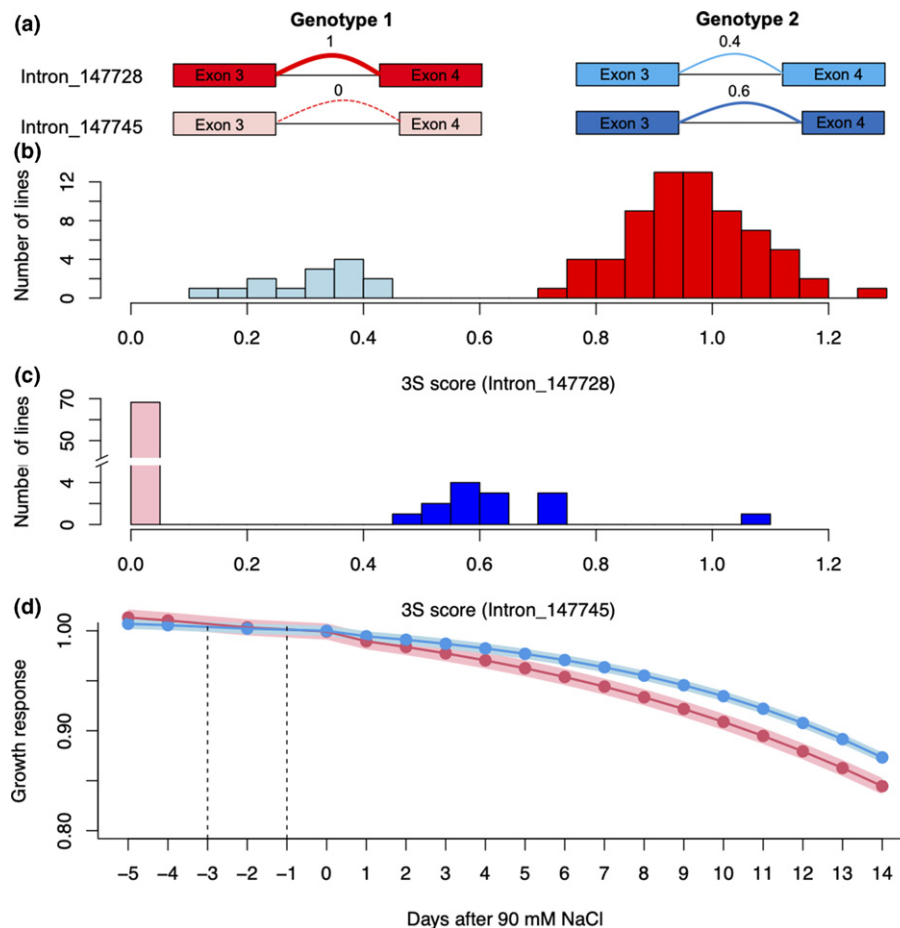 (a)
Genotype 1
Genotype 2
1
0.4
Intron_147728
Exon 3
Exon 4
Exon 3
Exon 4
0
0.6
Intron_147745
Exon 3
Exon 4
Exon 3
Exon 4
(b)
Number of lines
12
8
4
0
0.0 0.2 0.4 0.6 0.8 1.0 1.2
3S score (Intron_147728)
(c)
Number of lines
70
50
4
0
0.0 0.2 0.4 0.6 0.8 1.0 1.2
3S score (Intron_147745)
(d)
Growth response
1.00
0.90
0.80
−5 −4 −3 −2 −1 0 1 2 3 4 5 6 7 8 9 10 11 12 13 14
Days after 90 mM NaCl